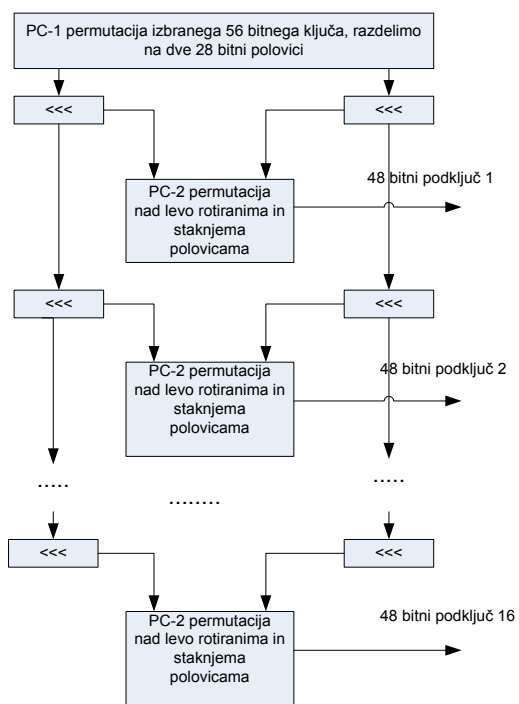 PC-1 permutacija izbranega 56 bitnega ključa, razdelimo
na dve 28 bitni polovici
<<<
<<<
PC-2 permutacija
nad levo rotiranima in
staknjema
polovicama
48 bitni podključ 1
<<<
<<<
PC-2 permutacija
nad levo rotiranima in
staknjema
polovicama
48 bitni podključ 2
.....
........
.....
<<<
<<<
PC-2 permutacija
nad levo rotiranima in
staknjema
polovicama
48 bitni podključ 16